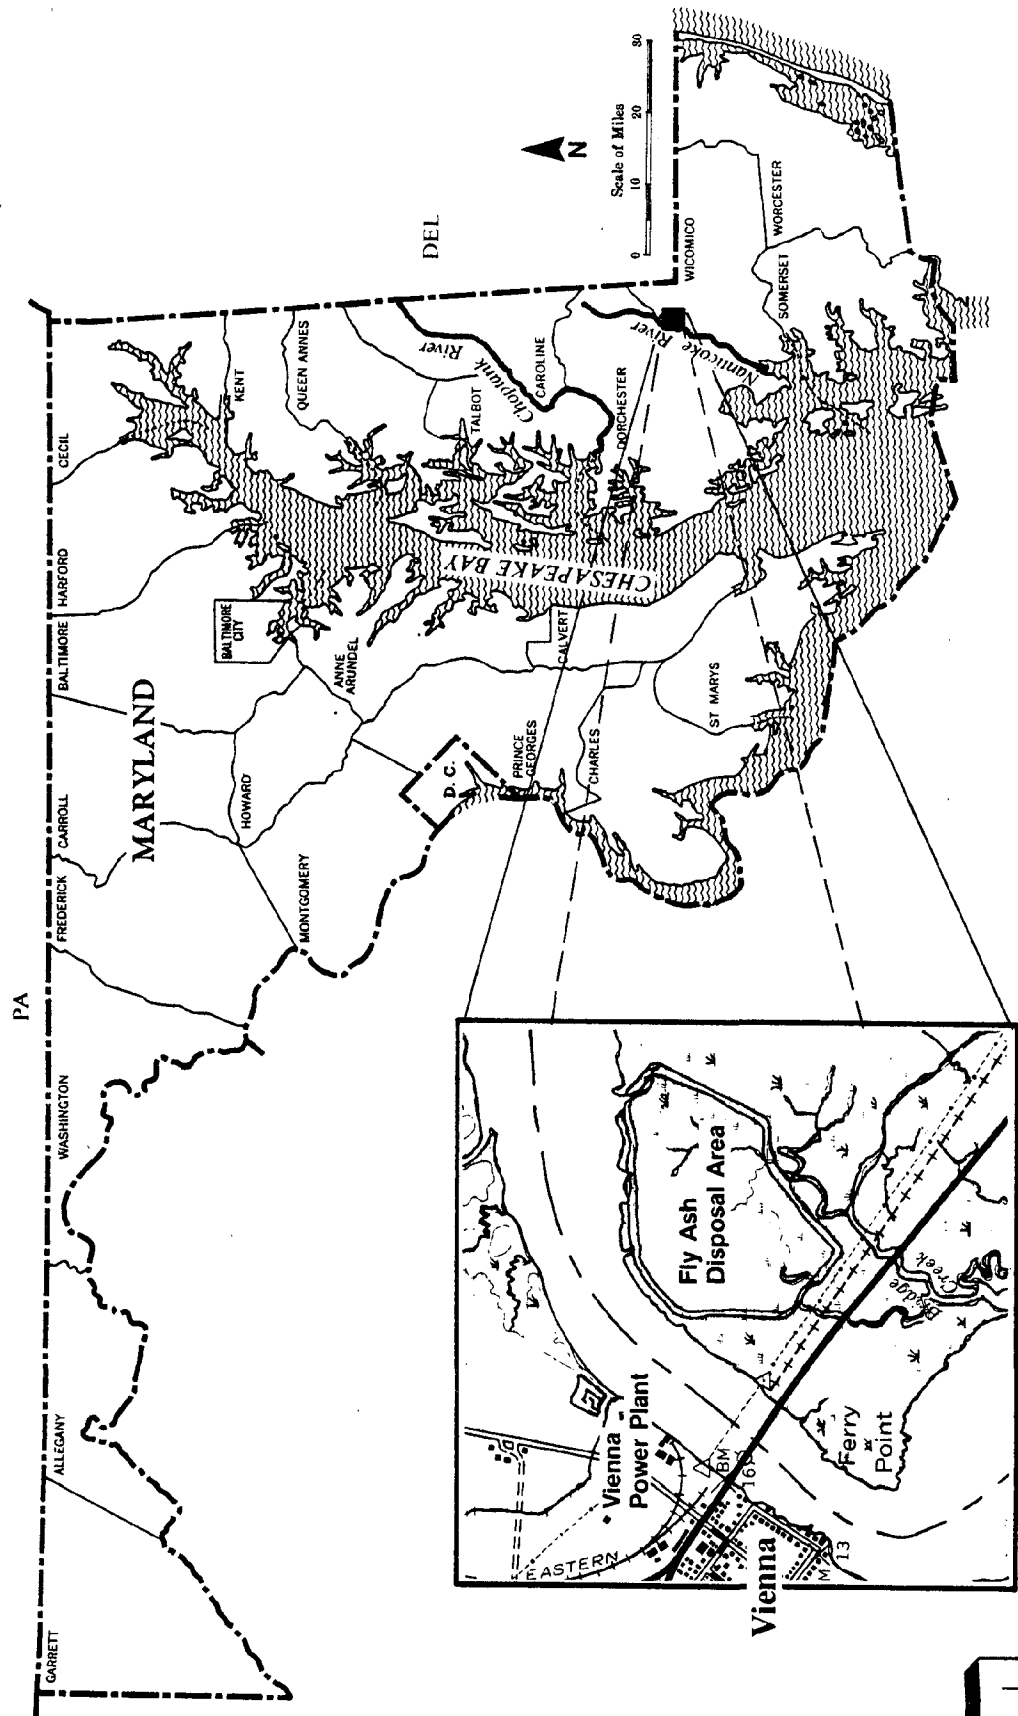 PA
GARRETT
ALLEGANY
WASHINGTON
FREDERICK
CARROLL
BALTIMORE
HARFORD
CECIL
MARYLAND
HOWARD
MONTGOMERY
BALTIMORE
CITY
ANNE
ARUNDEL
D. C.
PRINCE
GEORGES
CHARLES
CALVERT
ST MARYS
CHESAPEAKE BAY
KENT
QUEEN ANNES
TALBOT
Choptank
River
CAROLINE
DORCHESTER
Nanticoke River
DEL
WICOMICO
SOMERSET
WORCESTER
N
Scale of Miles
0 10 20 30
Vienna
Power Plant
Fly Ash
Disposal Area
EASTERN
BM
16
Ferry
Point
Bridge
Creek
Vienna
M
13